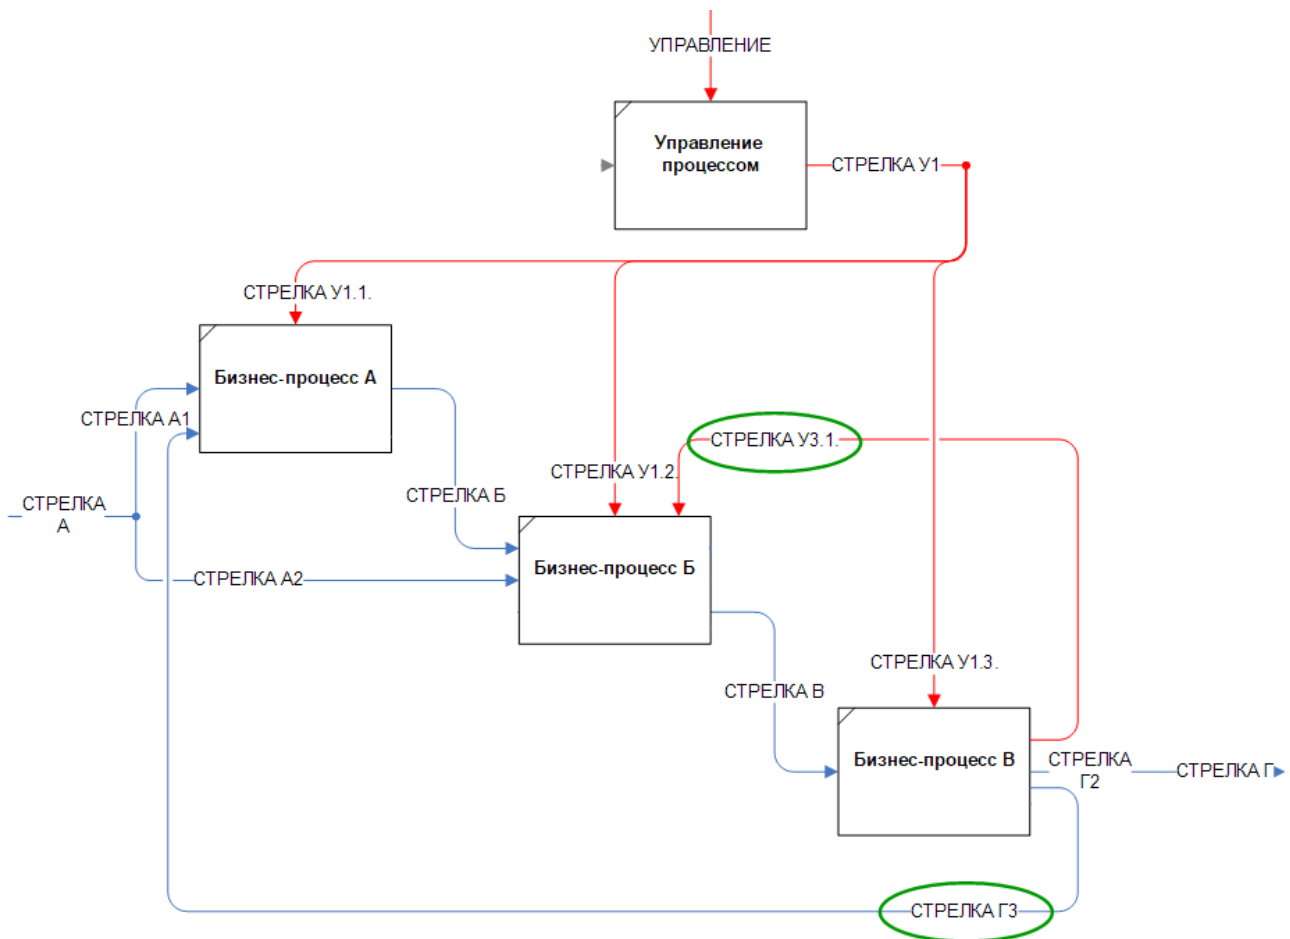 УПРАВЛЕНИЕ
Управление
процессом
СТРЕЛКА У1
СТРЕЛКА У1.1.
Бизнес-процесс А
СТРЕЛКА А1
СТРЕЛКА У3.1.
СТРЕЛКА У1.2.
СТРЕЛКА Б
СТРЕЛКА
А
Бизнес-процесс Б
СТРЕЛКА А2
СТРЕЛКА У1.3.
СТРЕЛКА В
Бизнес-процесс В
СТРЕЛКА
Г2
СТРЕЛКА Г
СТРЕЛКА Г3